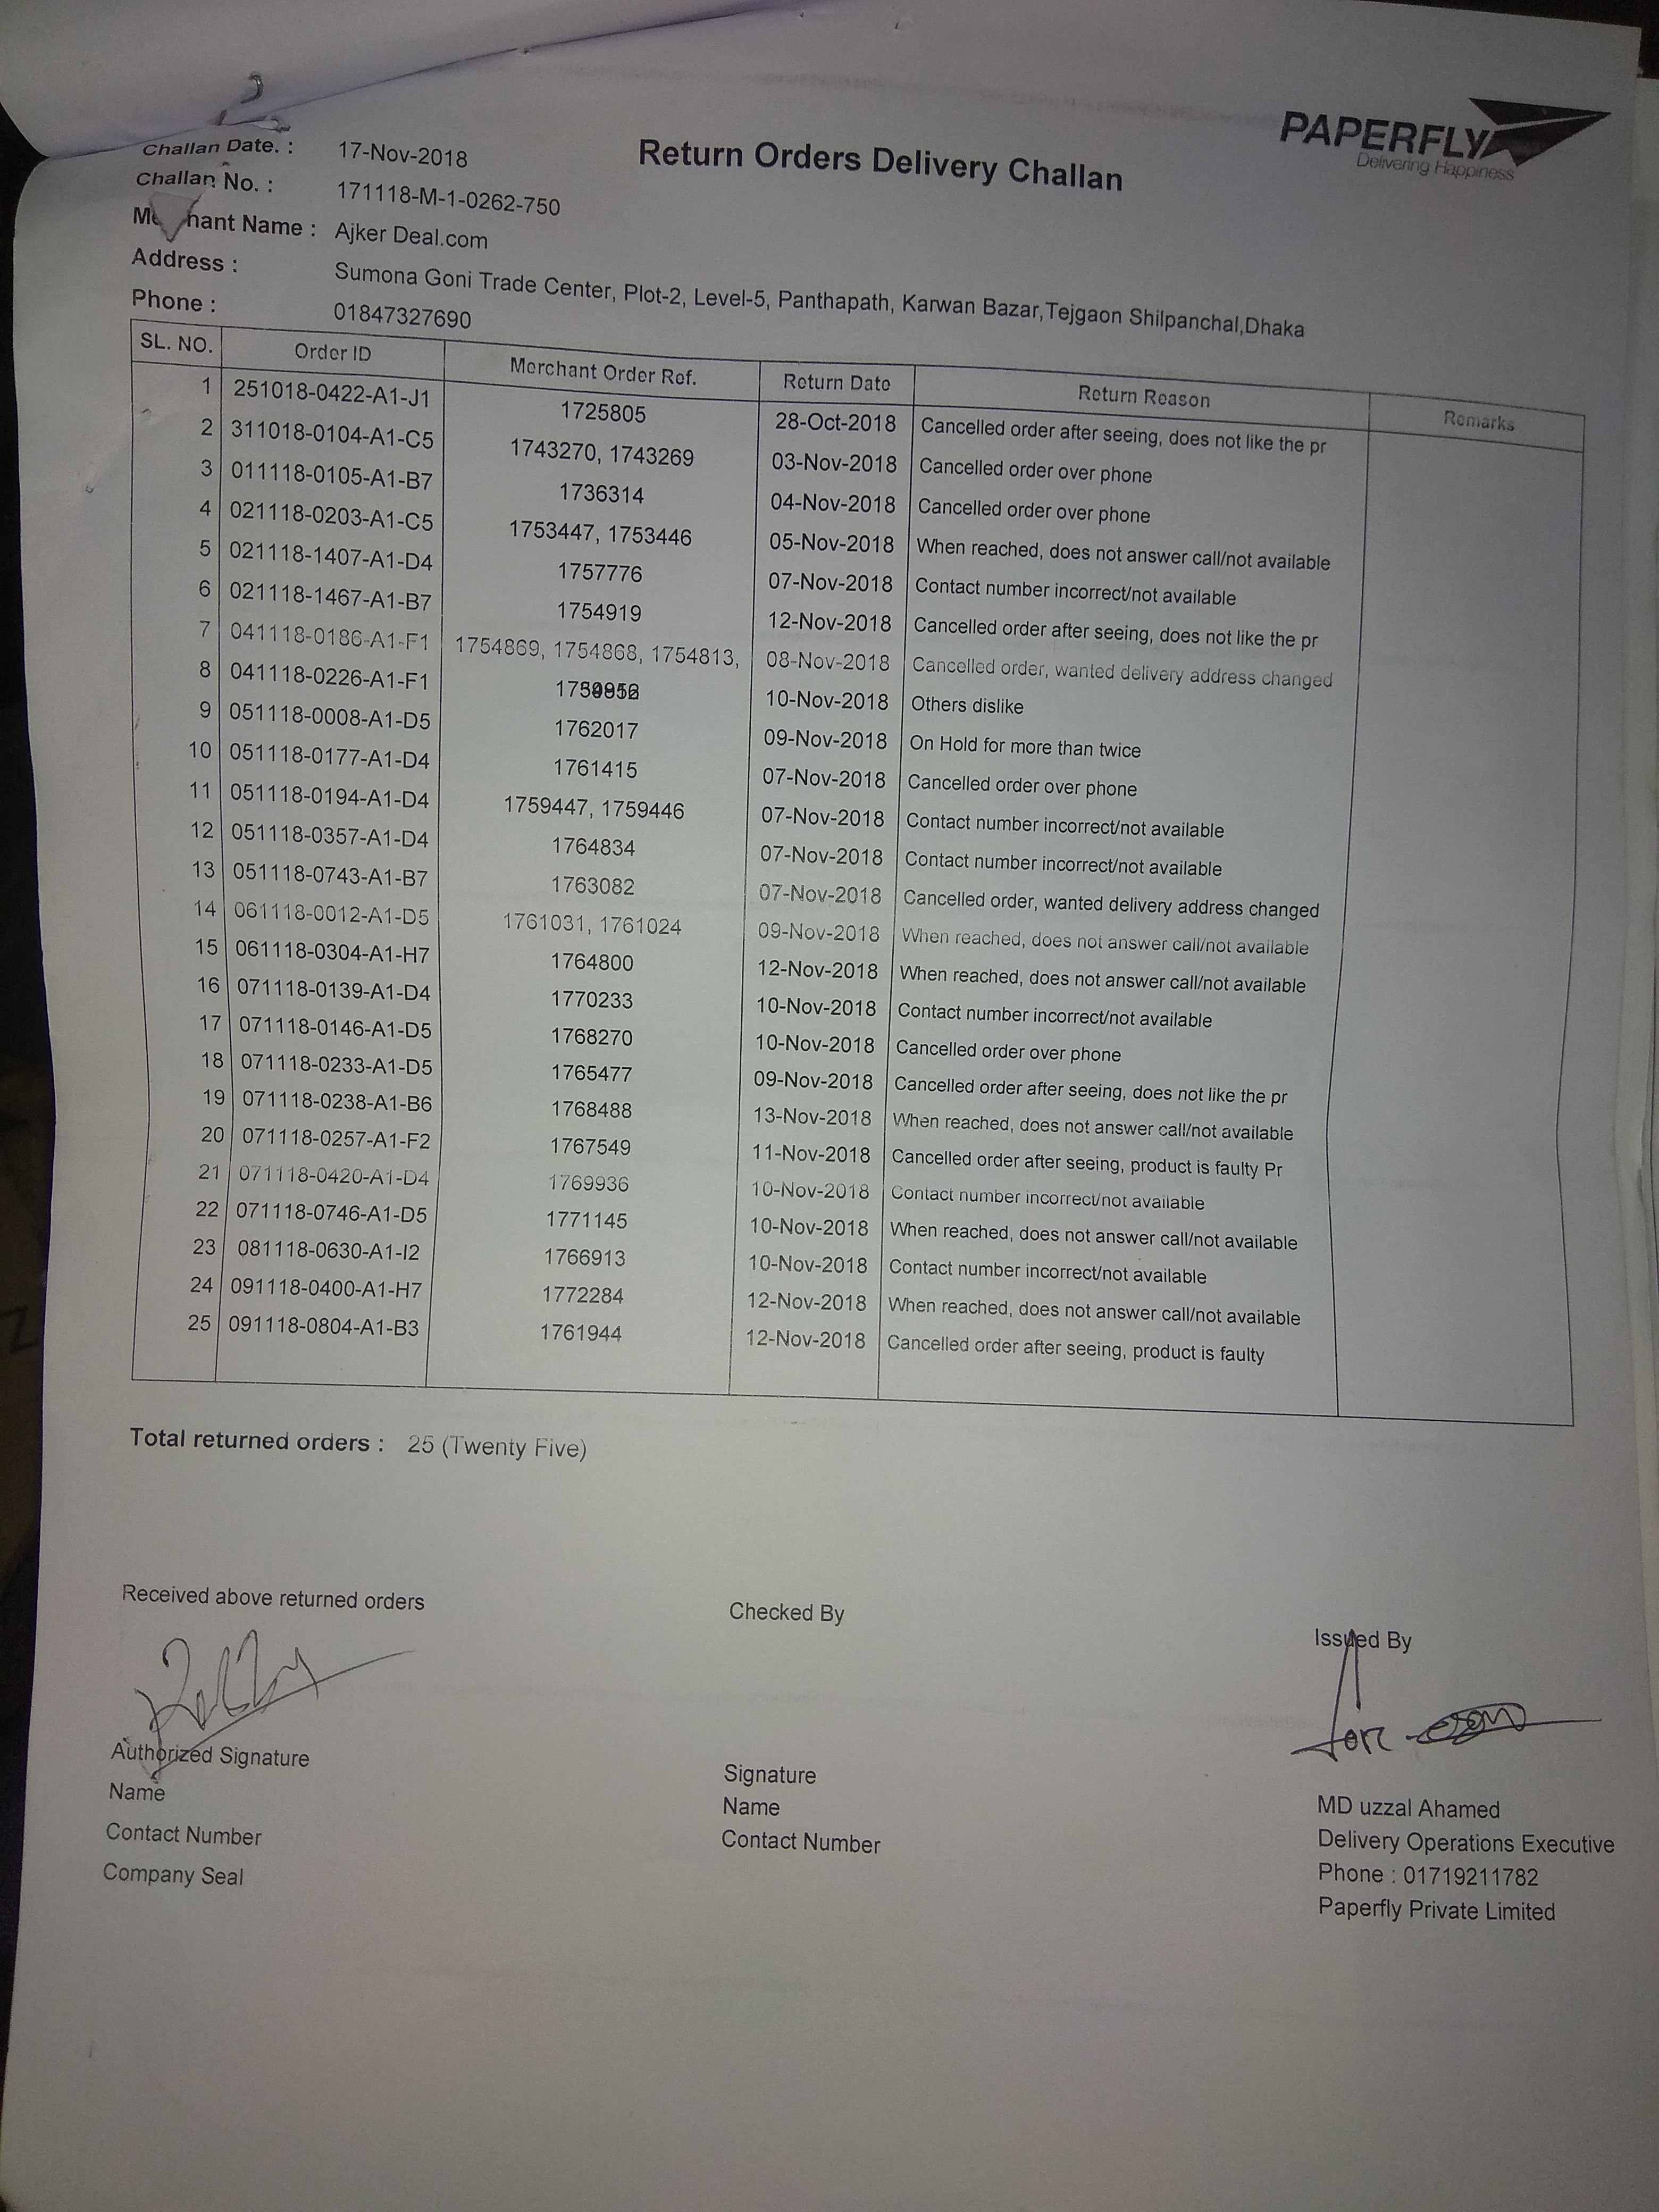 PAPERFLY
Delivering Happiness
Return Orders Delivery Challan
Challan Date. : 17-Nov-2018
Challan No. : 171118-M-1-0262-750
Merchant Name : Ajker Deal.com
Address : Sumona Goni Trade Center, Plot-2, Level-5, Panthapath, Karwan Bazar,Tejgaon Shilpanchal,Dhaka
Phone : 01847327690
SL. NO. Order ID Merchant Order Ref. Return Date Return Reason Remarks
1 251018-0422-A1-J1 1725805 28-Oct-2018 Cancelled order after seeing, does not like the pr
2 311018-0104-A1-C5 1743270, 1743269 03-Nov-2018 Cancelled order over phone
3 011118-0105-A1-B7 1736314 04-Nov-2018 Cancelled order over phone
4 021118-0203-A1-C5 1753447, 1753446 05-Nov-2018 When reached, does not answer call/not available
5 021118-1407-A1-D4 1757776 07-Nov-2018 Contact number incorrect/not available
6 021118-1467-A1-B7 1754919 12-Nov-2018 Cancelled order after seeing, does not like the pr
7 041118-0186-A1-F1 1754869, 1754868, 1754813, 08-Nov-2018 Cancelled order, wanted delivery address changed
8 041118-0226-A1-F1 10-Nov-2018 Others dislike
9 051118-0008-A1-D5 1762017 09-Nov-2018 On Hold for more than twice
10 051118-0177-A1-D4 1761415 07-Nov-2018 Cancelled order over phone
11 051118-0194-A1-D4 1759447, 1759446 07-Nov-2018 Contact number incorrect/not available
12 051118-0357-A1-D4 1764834 07-Nov-2018 Contact number incorrect/not available
13 051118-0743-A1-B7 1763082 07-Nov-2018 Cancelled order, wanted delivery address changed
14 061118-0012-A1-D5 1761031, 1761024 09-Nov-2018 When reached, does not answer call/not available
15 061118-0304-A1-H7 1764800 12-Nov-2018 When reached, does not answer call/not available
16 071118-0139-A1-D4 1770233 10-Nov-2018 Contact number incorrect/not available
17 071118-0146-A1-D5 1768270 10-Nov-2018 Cancelled order over phone
18 071118-0233-A1-D5 1765477 09-Nov-2018 Cancelled order after seeing, does not like the pr
19 071118-0238-A1-B6 1768488 13-Nov-2018 When reached, does not answer call/not available
20 071118-0257-A1-F2 1767549 11-Nov-2018 Cancelled order after seeing, product is faulty Pr
21 071118-0420-A1-D4 1769936 10-Nov-2018 Contact number incorrect/not available
22 071118-0746-A1-D5 1771145 10-Nov-2018 When reached, does not answer call/not available
23 081118-0630-A1-I2 1766913 10-Nov-2018 Contact number incorrect/not available
24 091118-0400-A1-H7 1772284 12-Nov-2018 When reached, does not answer call/not available
25 091118-0804-A1-B3 1761944 12-Nov-2018 Cancelled order after seeing, product is faulty
Total returned orders : 25 (Twenty Five)
Received above returned orders Checked By Issued By
Authorized Signature Signature MD uzzal Ahamed
Name Name Delivery Operations Executive
Contact Number Contact Number Phone : 01719211782
Company Seal Paperfly Private Limited